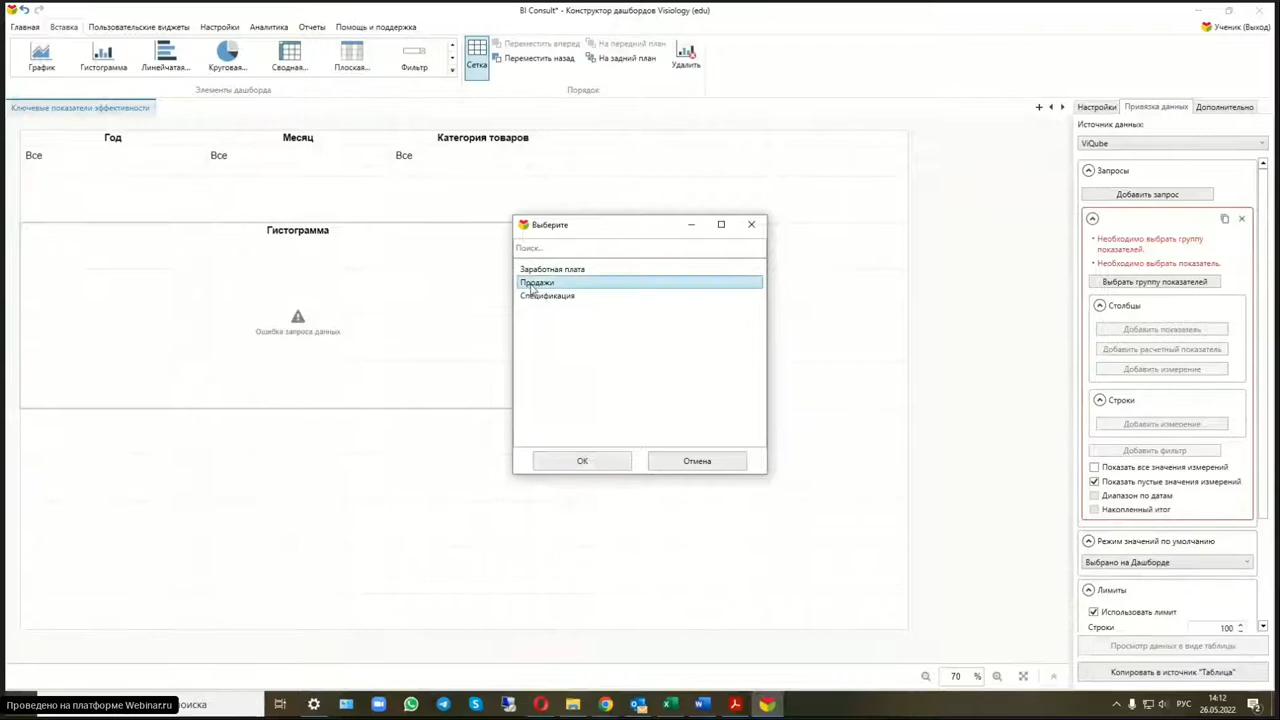 BI Consult* - Конструктор дашбордов Visiology (edu)
Главная Вставка Пользовательские виджеты Настройки Аналитика Отчеты Помощь и поддержка
Ученик (Выход)
График
Гистограмма
Линейчатая...
Круговая...
Сводная...
Плоская...
Фильтр
Сетка
Переместить вперед
Переместить назад
На передний план
На задний план
Удалить
Элементы дашборда
Порядок
Ключевые показатели эффективности
Настройки Привязка данных Дополнительно
Год
Месяц
Категория товаров
Все
Все
Все
Гистограмма
Ошибка запроса данных
Выберите
Поиск...
Заработная плата
Продажи
Спецификация
ОК
Отмена
Источник данных:
ViQube
Запросы
Добавить запрос
• Необходимо выбрать группу
показателей.
• Необходимо выбрать показатель.
Выбрать группу показателей
Столбцы
Добавить показатель
Добавить расчетный показатель
Добавить измерение
Строки
Добавить измерение
Добавить фильтр
Показать все значения измерений
Показать пустые значения измерений
Диапазон по датам
Накопленный итог
Режим значений по умолчанию
Выбрано на Дашборде
Лимиты
Использовать лимит
Строки 100
Просмотр данных в виде таблицы
Копировать в источник "Таблица"
70 %
Проведено на платформе Webinar.ru
оиска
РУС
14:12
26.05.2022
2